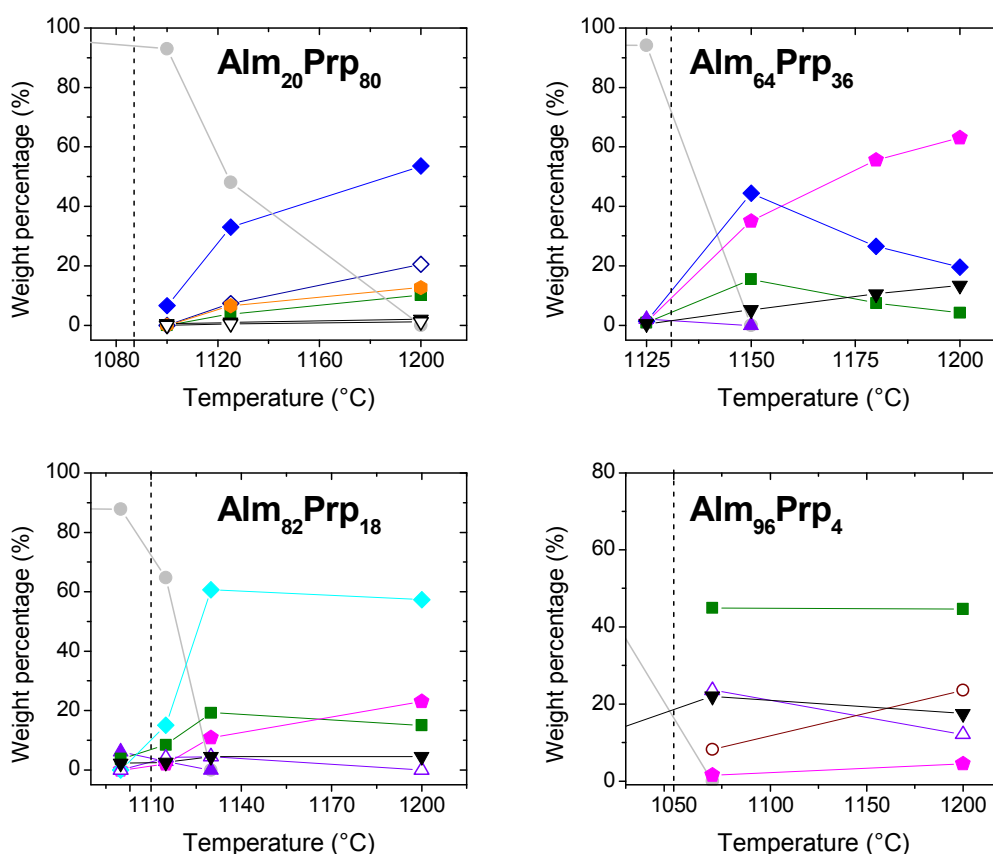 Alm20Prp80
Weight percentage (%)
100
80
60
40
20
0
1080 1120 1160 1200
Temperature (°C)
Alm64Prp36
Weight percentage (%)
100
80
60
40
20
0
1125 1150 1175 1200
Temperature (°C)
Alm82Prp18
Weight percentage (%)
100
80
60
40
20
0
1110 1140 1170 1200
Temperature (°C)
Alm96Prp4
Weight percentage (%)
80
60
40
20
0
1050 1100 1150 1200
Temperature (°C)